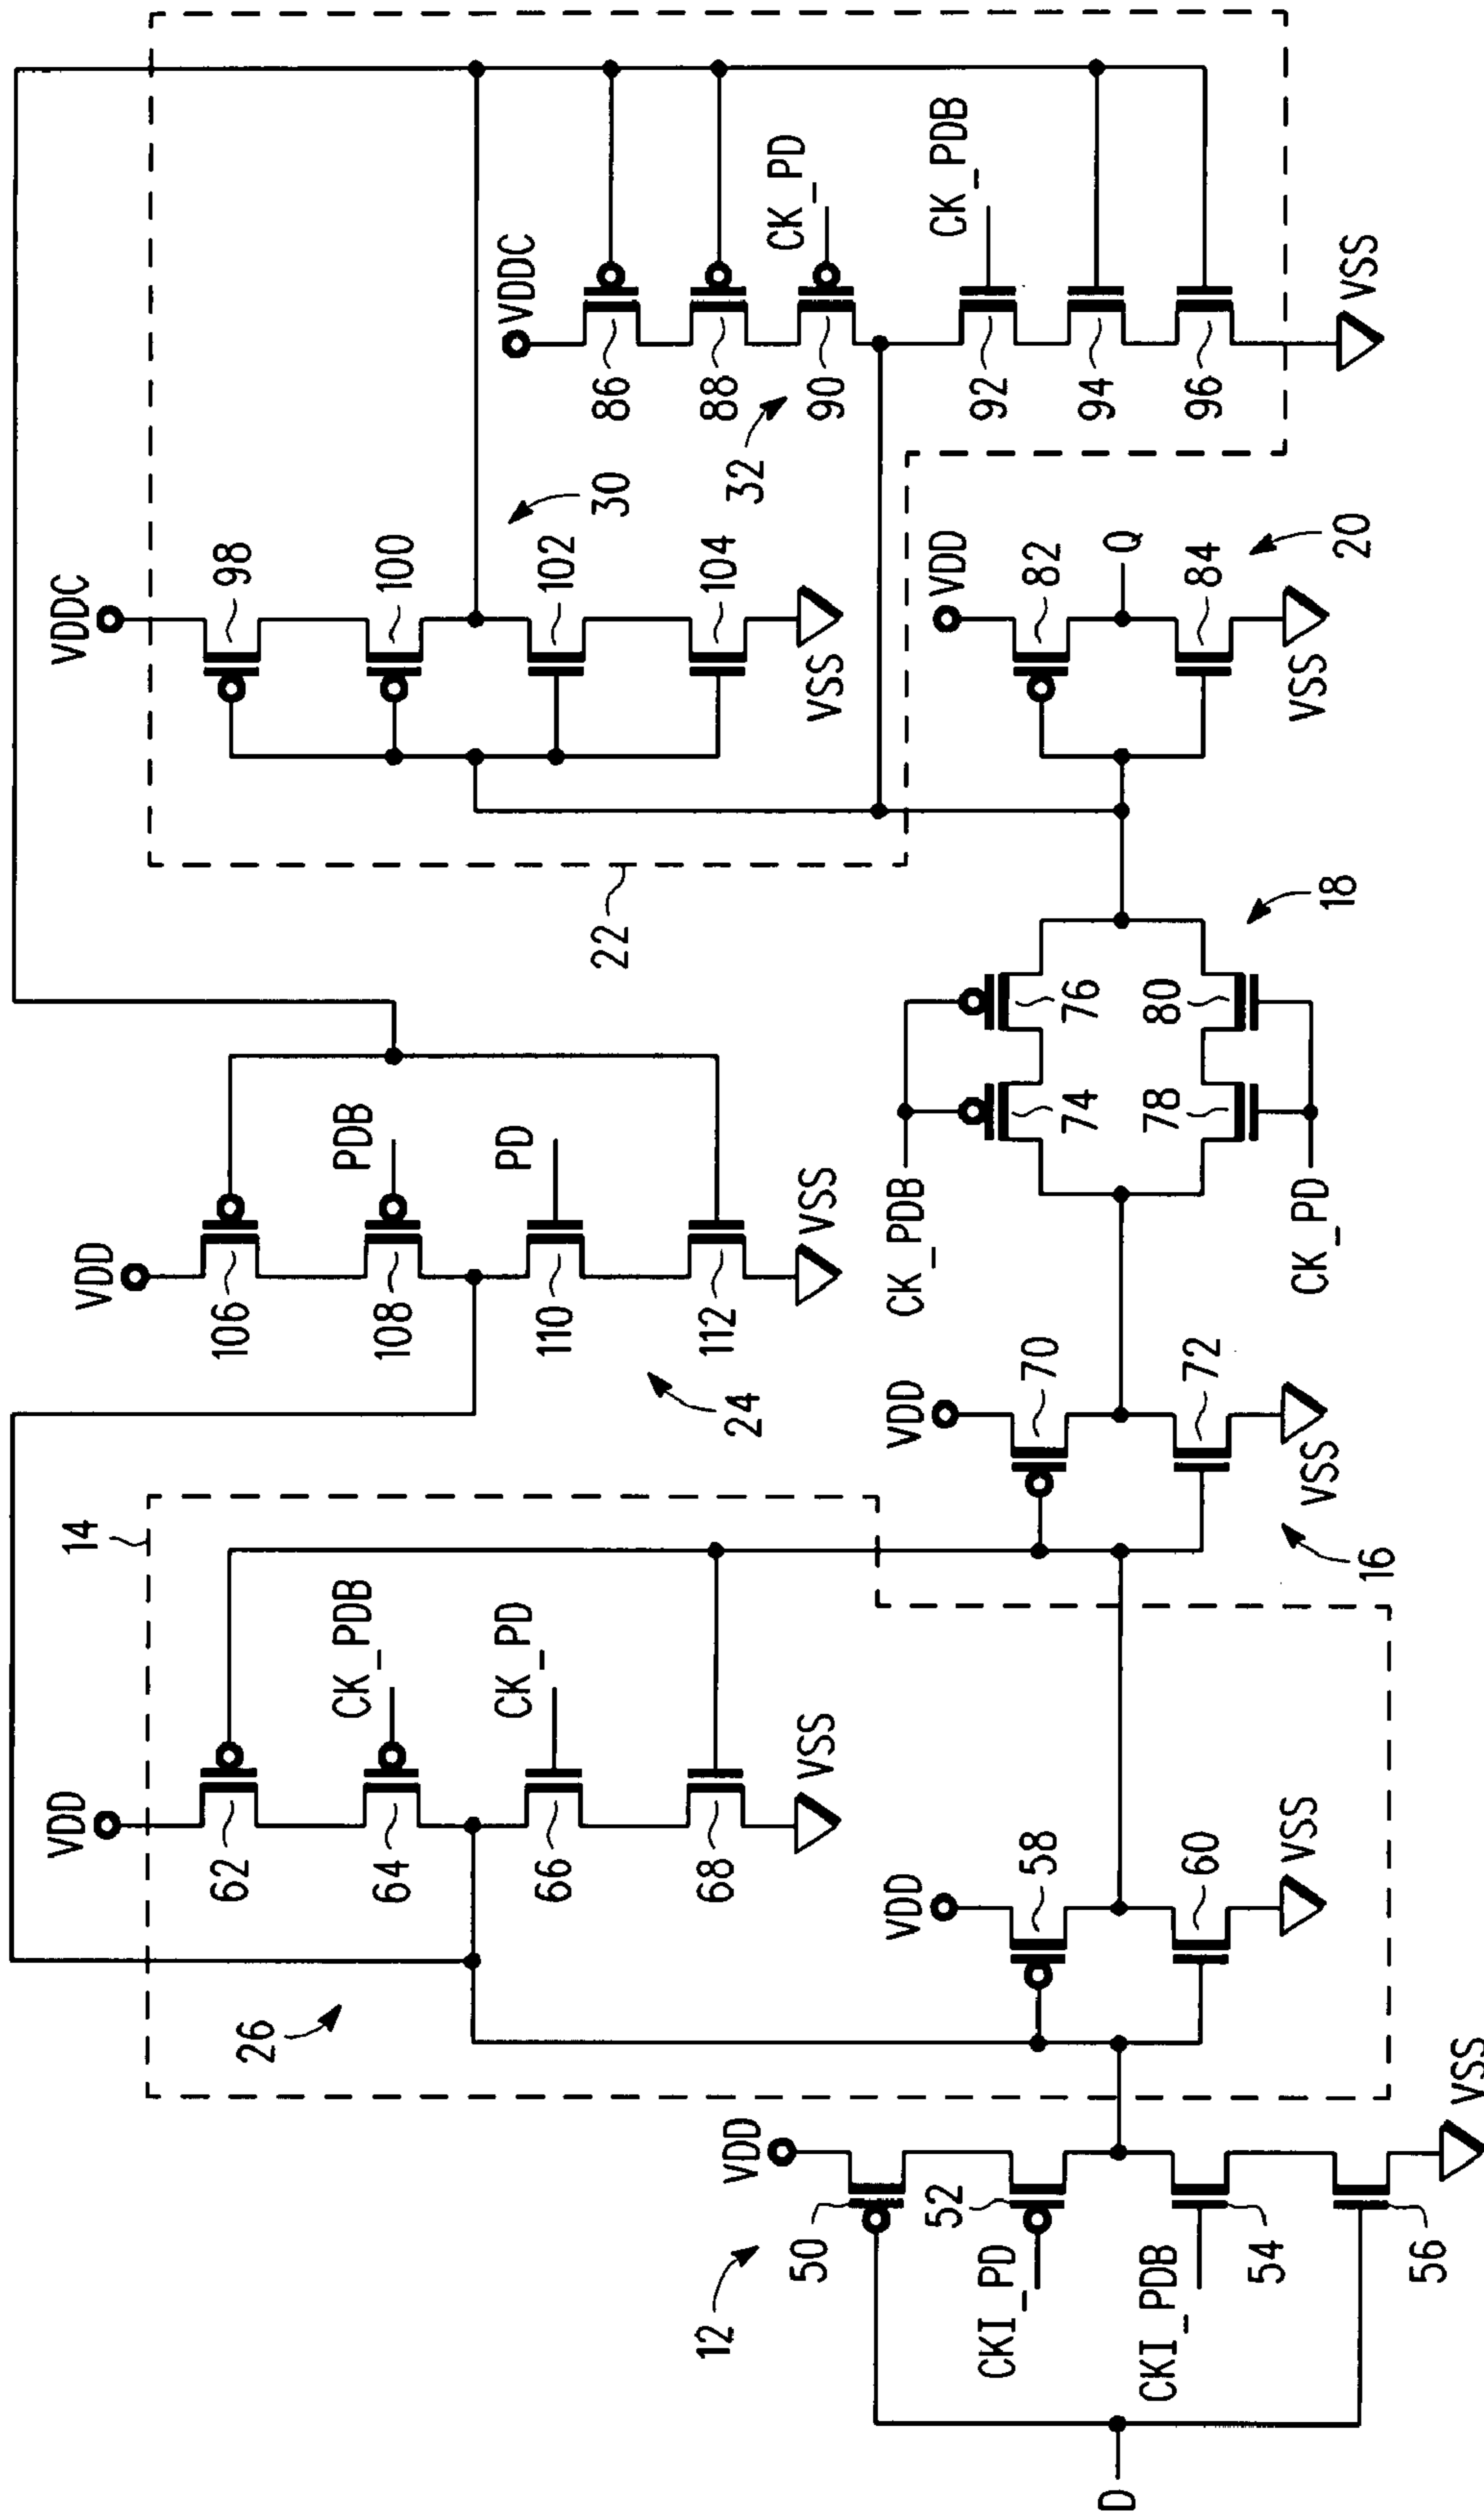 D
12
50
VDD
52
CKI_PD
CKI_PDB
54
56
VSS
26
14
VDD
62
64
CK_PDB
66
CK_PD
68
VSS
VDD
58
60
VSS
VDD
106
108
PDB
110
PD
112
VSS
24
VDD
70
72
VSS
16
CK_PDB
74
76
78
80
CK_PD
18
22
VDDC
98
100
102
104
VSS
30
VDDC
86
88
CK_PD
90
32
CK_PDB
92
94
96
VSS
VDD
82
Q
84
VSS
20